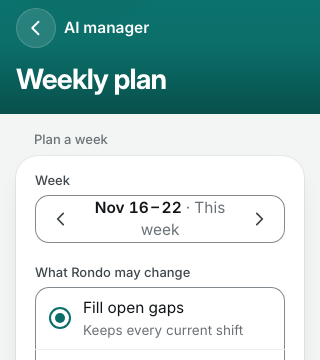 AI manager
Weekly plan
Plan a week
Week
Nov 16 – 22 · This
week
What Rondo may change
Fill open gaps
Keeps every current shift